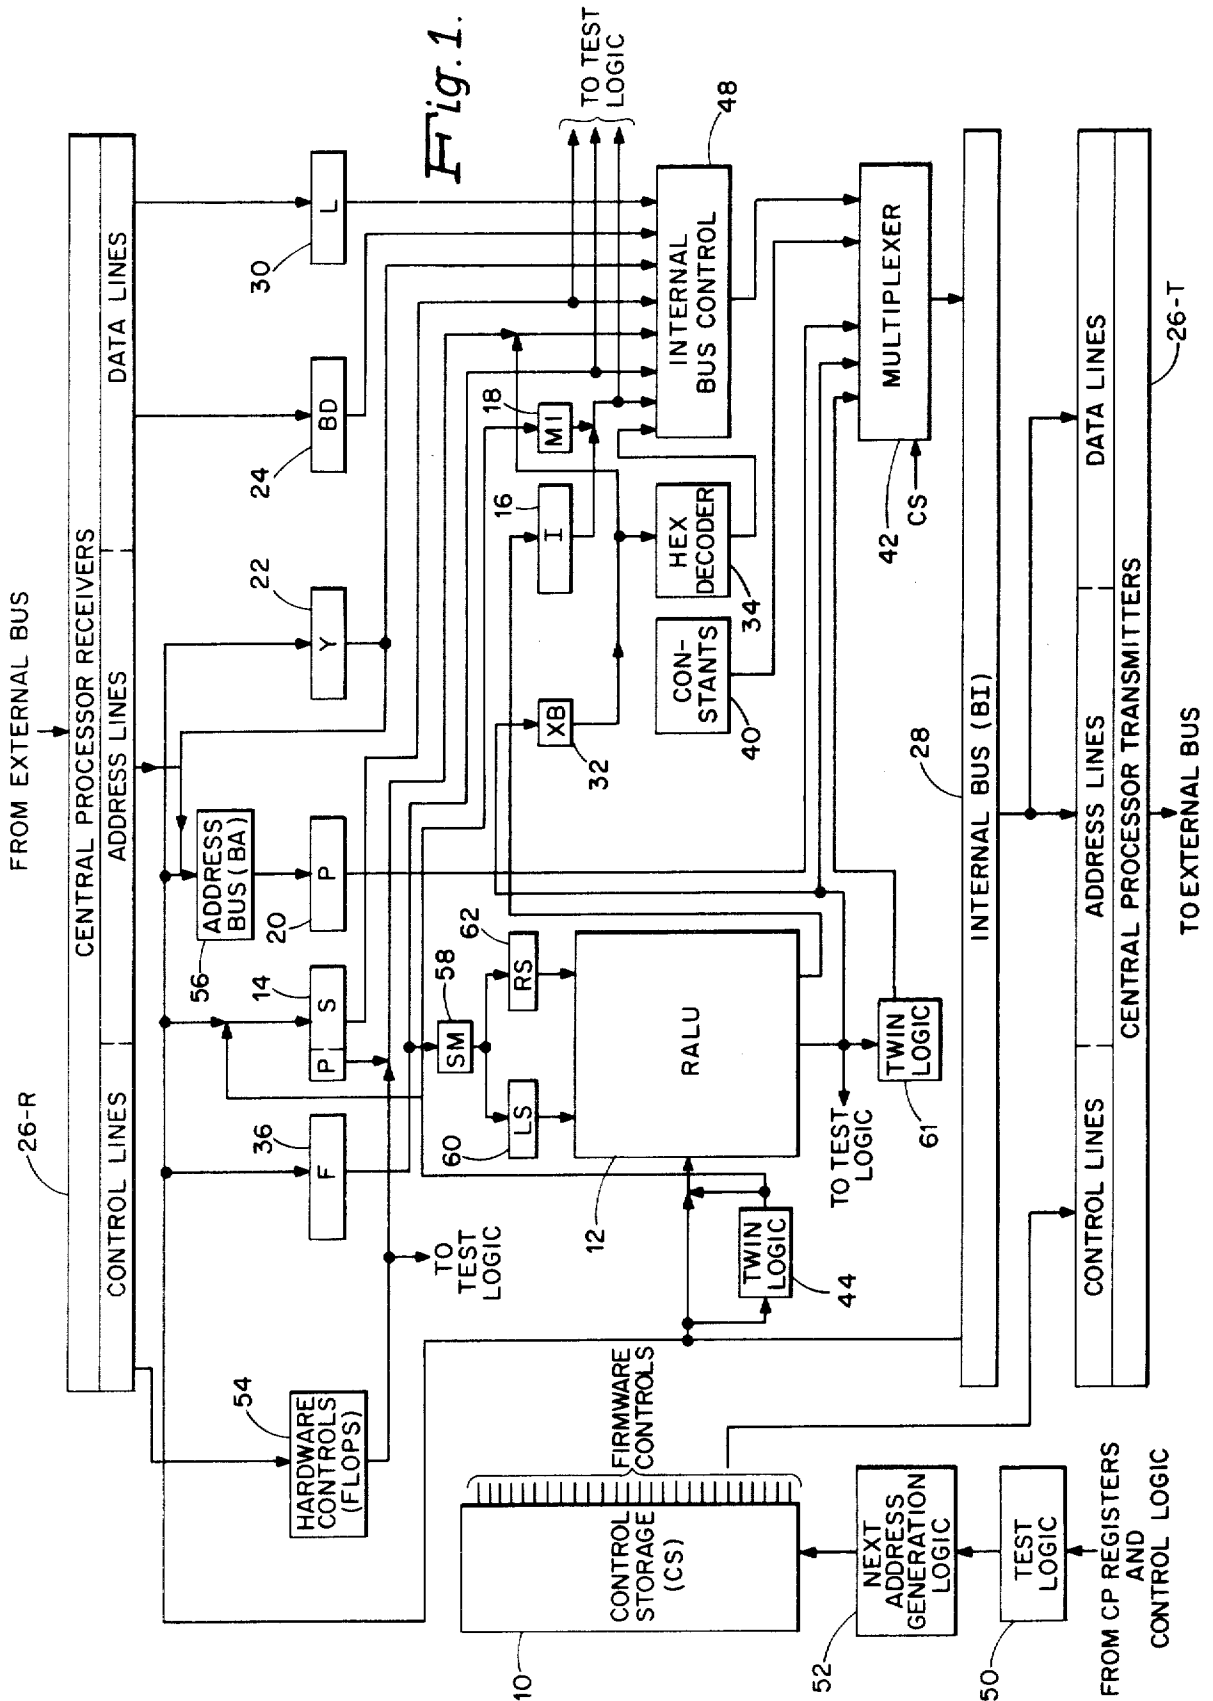 Fig. 1.
FROM EXTERNAL BUS
26-R
CENTRAL PROCESSOR RECEIVERS
CONTROL LINES
ADDRESS LINES
DATA LINES
54
HARDWARE
CONTROLS
(FLOPS)
36
F
14
P
S
56
ADDRESS
BUS (BA)
20
P
22
Y
24
BD
30
L
TO
TEST
LOGIC
58
SM
60
LS
62
RS
12
RALU
TWIN
LOGIC
44
TO TEST
LOGIC
TWIN
LOGIC
61
32
XB
16
I
18
MI
TO TEST
LOGIC
40
CON-
STANTS
34
HEX
DECODER
48
INTERNAL
BUS CONTROL
42
MULTIPLEXER
CS
10
CONTROL
STORAGE
(CS)
FIRMWARE
CONTROLS
52
NEXT
ADDRESS
GENERATION
LOGIC
50
TEST
LOGIC
FROM CP REGISTERS
AND
CONTROL LOGIC
28
INTERNAL BUS (BI)
26-T
CONTROL LINES
ADDRESS LINES
DATA LINES
CENTRAL PROCESSOR TRANSMITTERS
TO EXTERNAL BUS